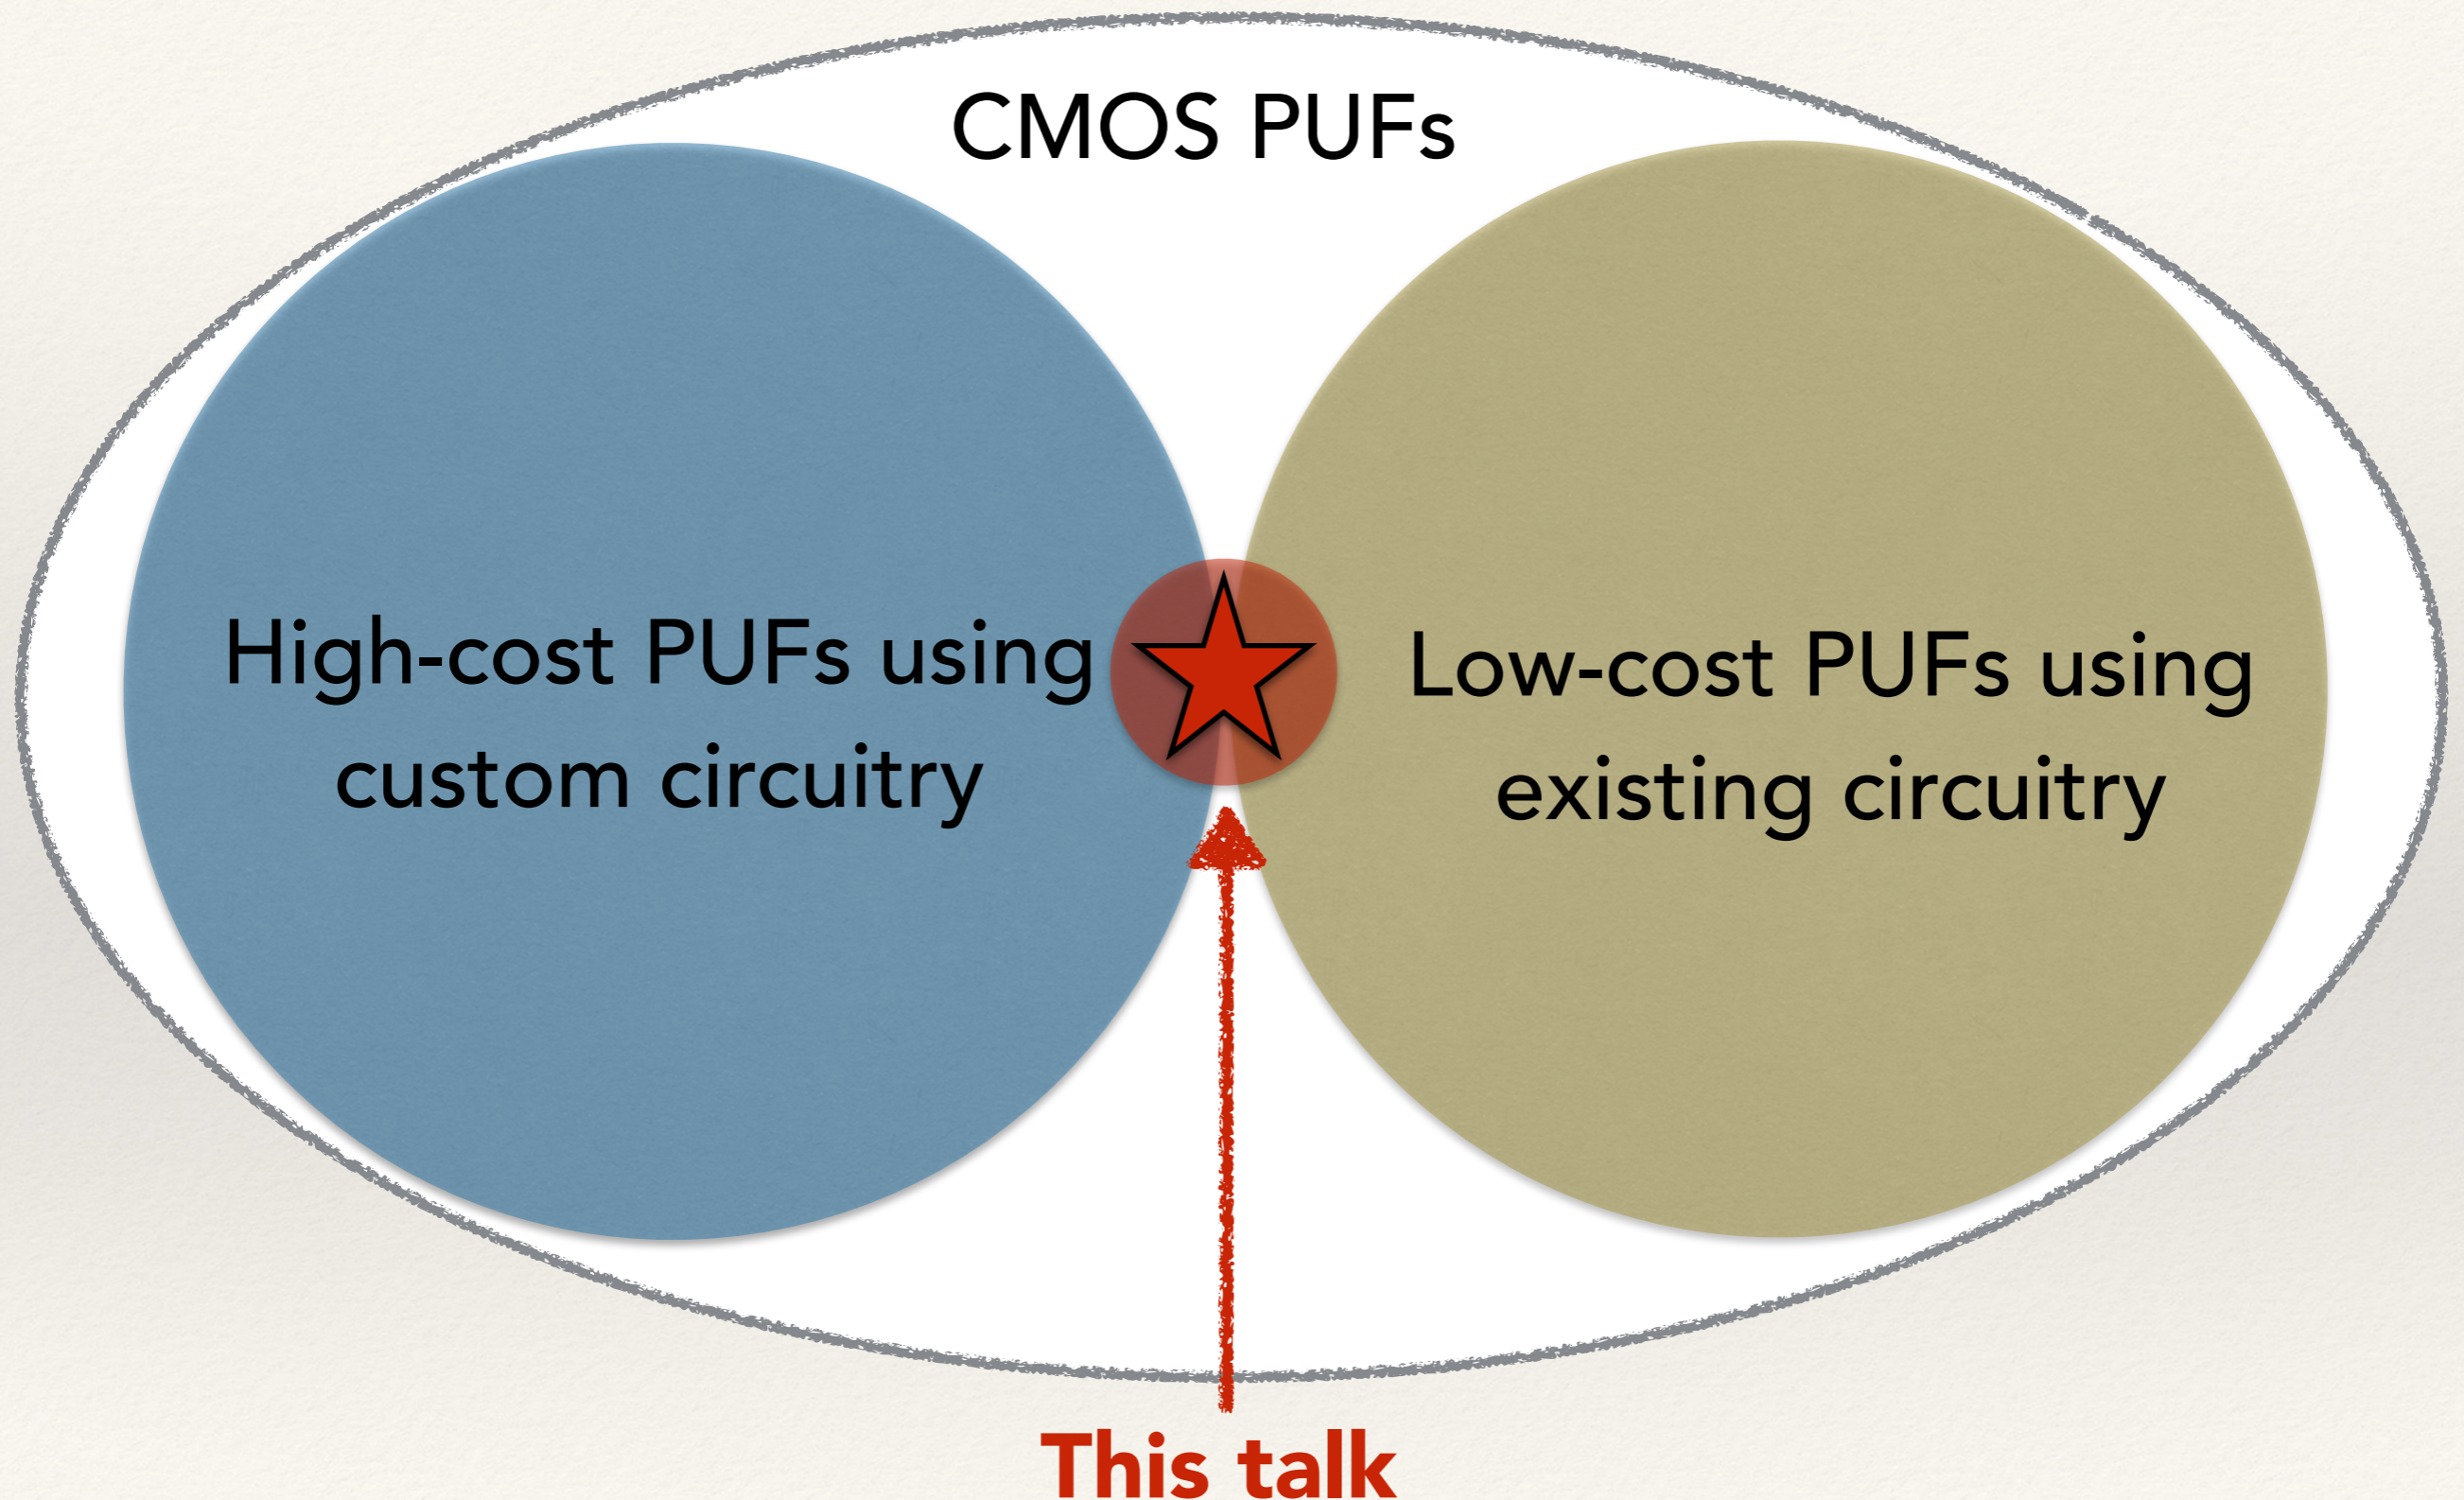 CMOS PUFs
High-cost PUFs using
custom circuitry
Low-cost PUFs using
existing circuitry
This talk